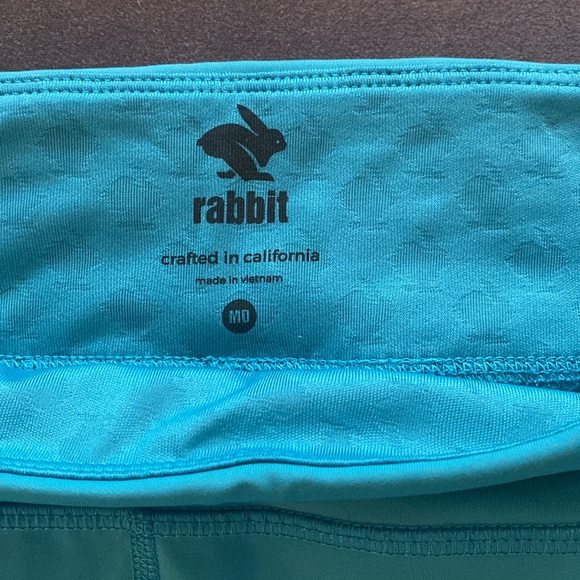 rabbit
crafted in california
made in vietnam
MD